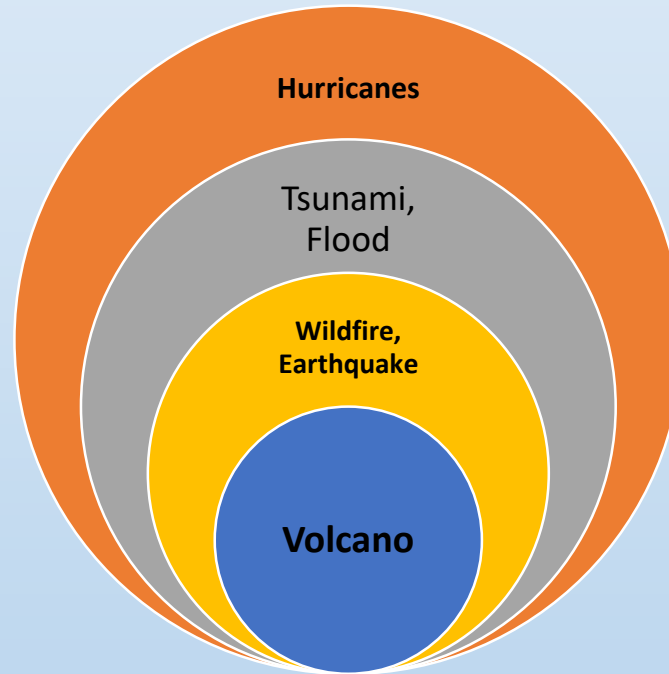 Hurricanes
Tsunami,
Flood
Wildfire,
Earthquake
Volcano